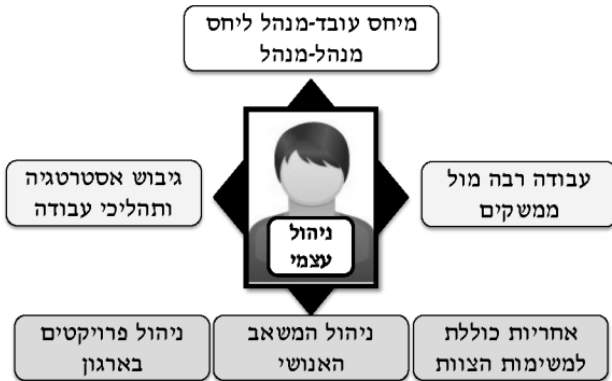 מיחס עובד-מנהל ליחס
מנהל-מנהל
עבודה רבה מול
ממשקים
גיבוש אסטרטגיה
ותהליכי עבודה
ניהול
עצמי
אחריות כוללת
למשימות הצוות
ניהול המשאב
האנושי
ניהול פרויקטים
בארגון